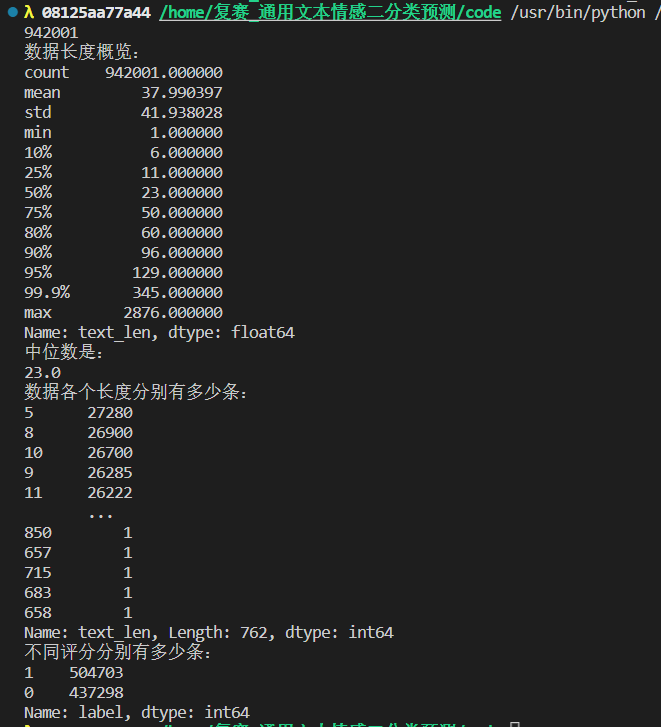 λ 08125aa77a44 /home/复赛_通用文本情感二分类预测/code /usr/bin/python /
942001
数据长度概览：
count    942001.000000
mean         37.990397
std          41.938028
min           1.000000
10%           6.000000
25%          11.000000
50%          23.000000
75%          50.000000
80%          60.000000
90%          96.000000
95%         129.000000
99.9%       345.000000
max        2876.000000
Name: text_len, dtype: float64
中位数是：
23.0
数据各个长度分别有多少条：
5      27280
8      26900
10     26700
9      26285
11     26222
       ...
850        1
657        1
715        1
683        1
658        1
Name: text_len, Length: 762, dtype: int64
不同评分分别有多少条：
1    504703
0    437298
Name: label, dtype: int64